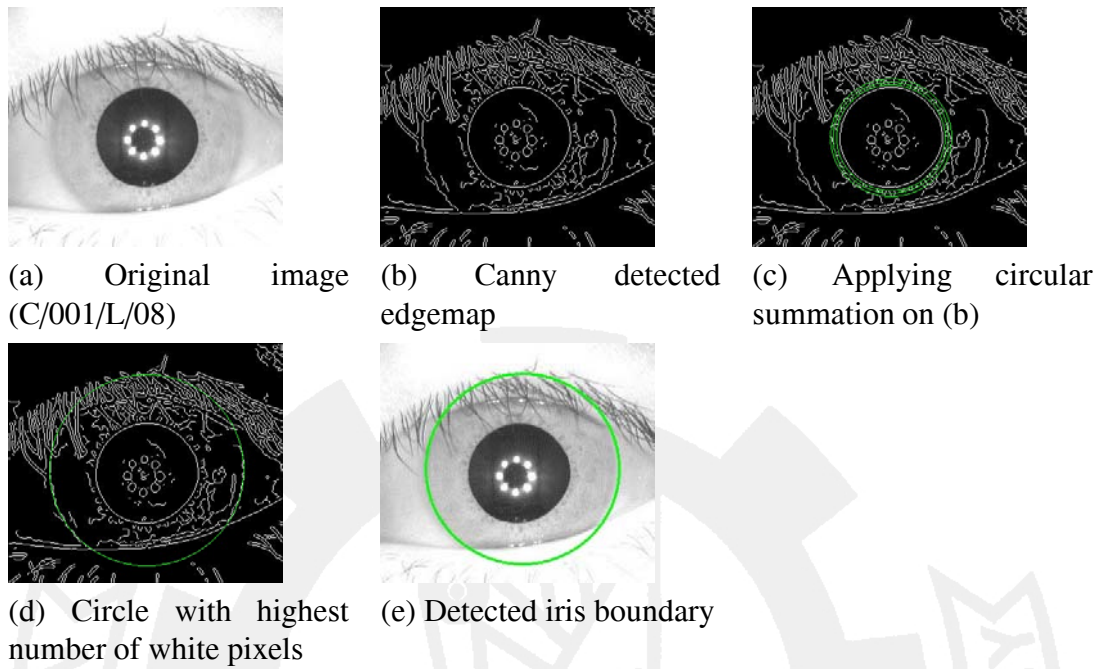 (a) Original image
(C/001/L/08)
(b) Canny detected
edgemap
(c) Applying circular
summation on (b)
(d) Circle with highest
number of white pixels
(e) Detected iris boundary